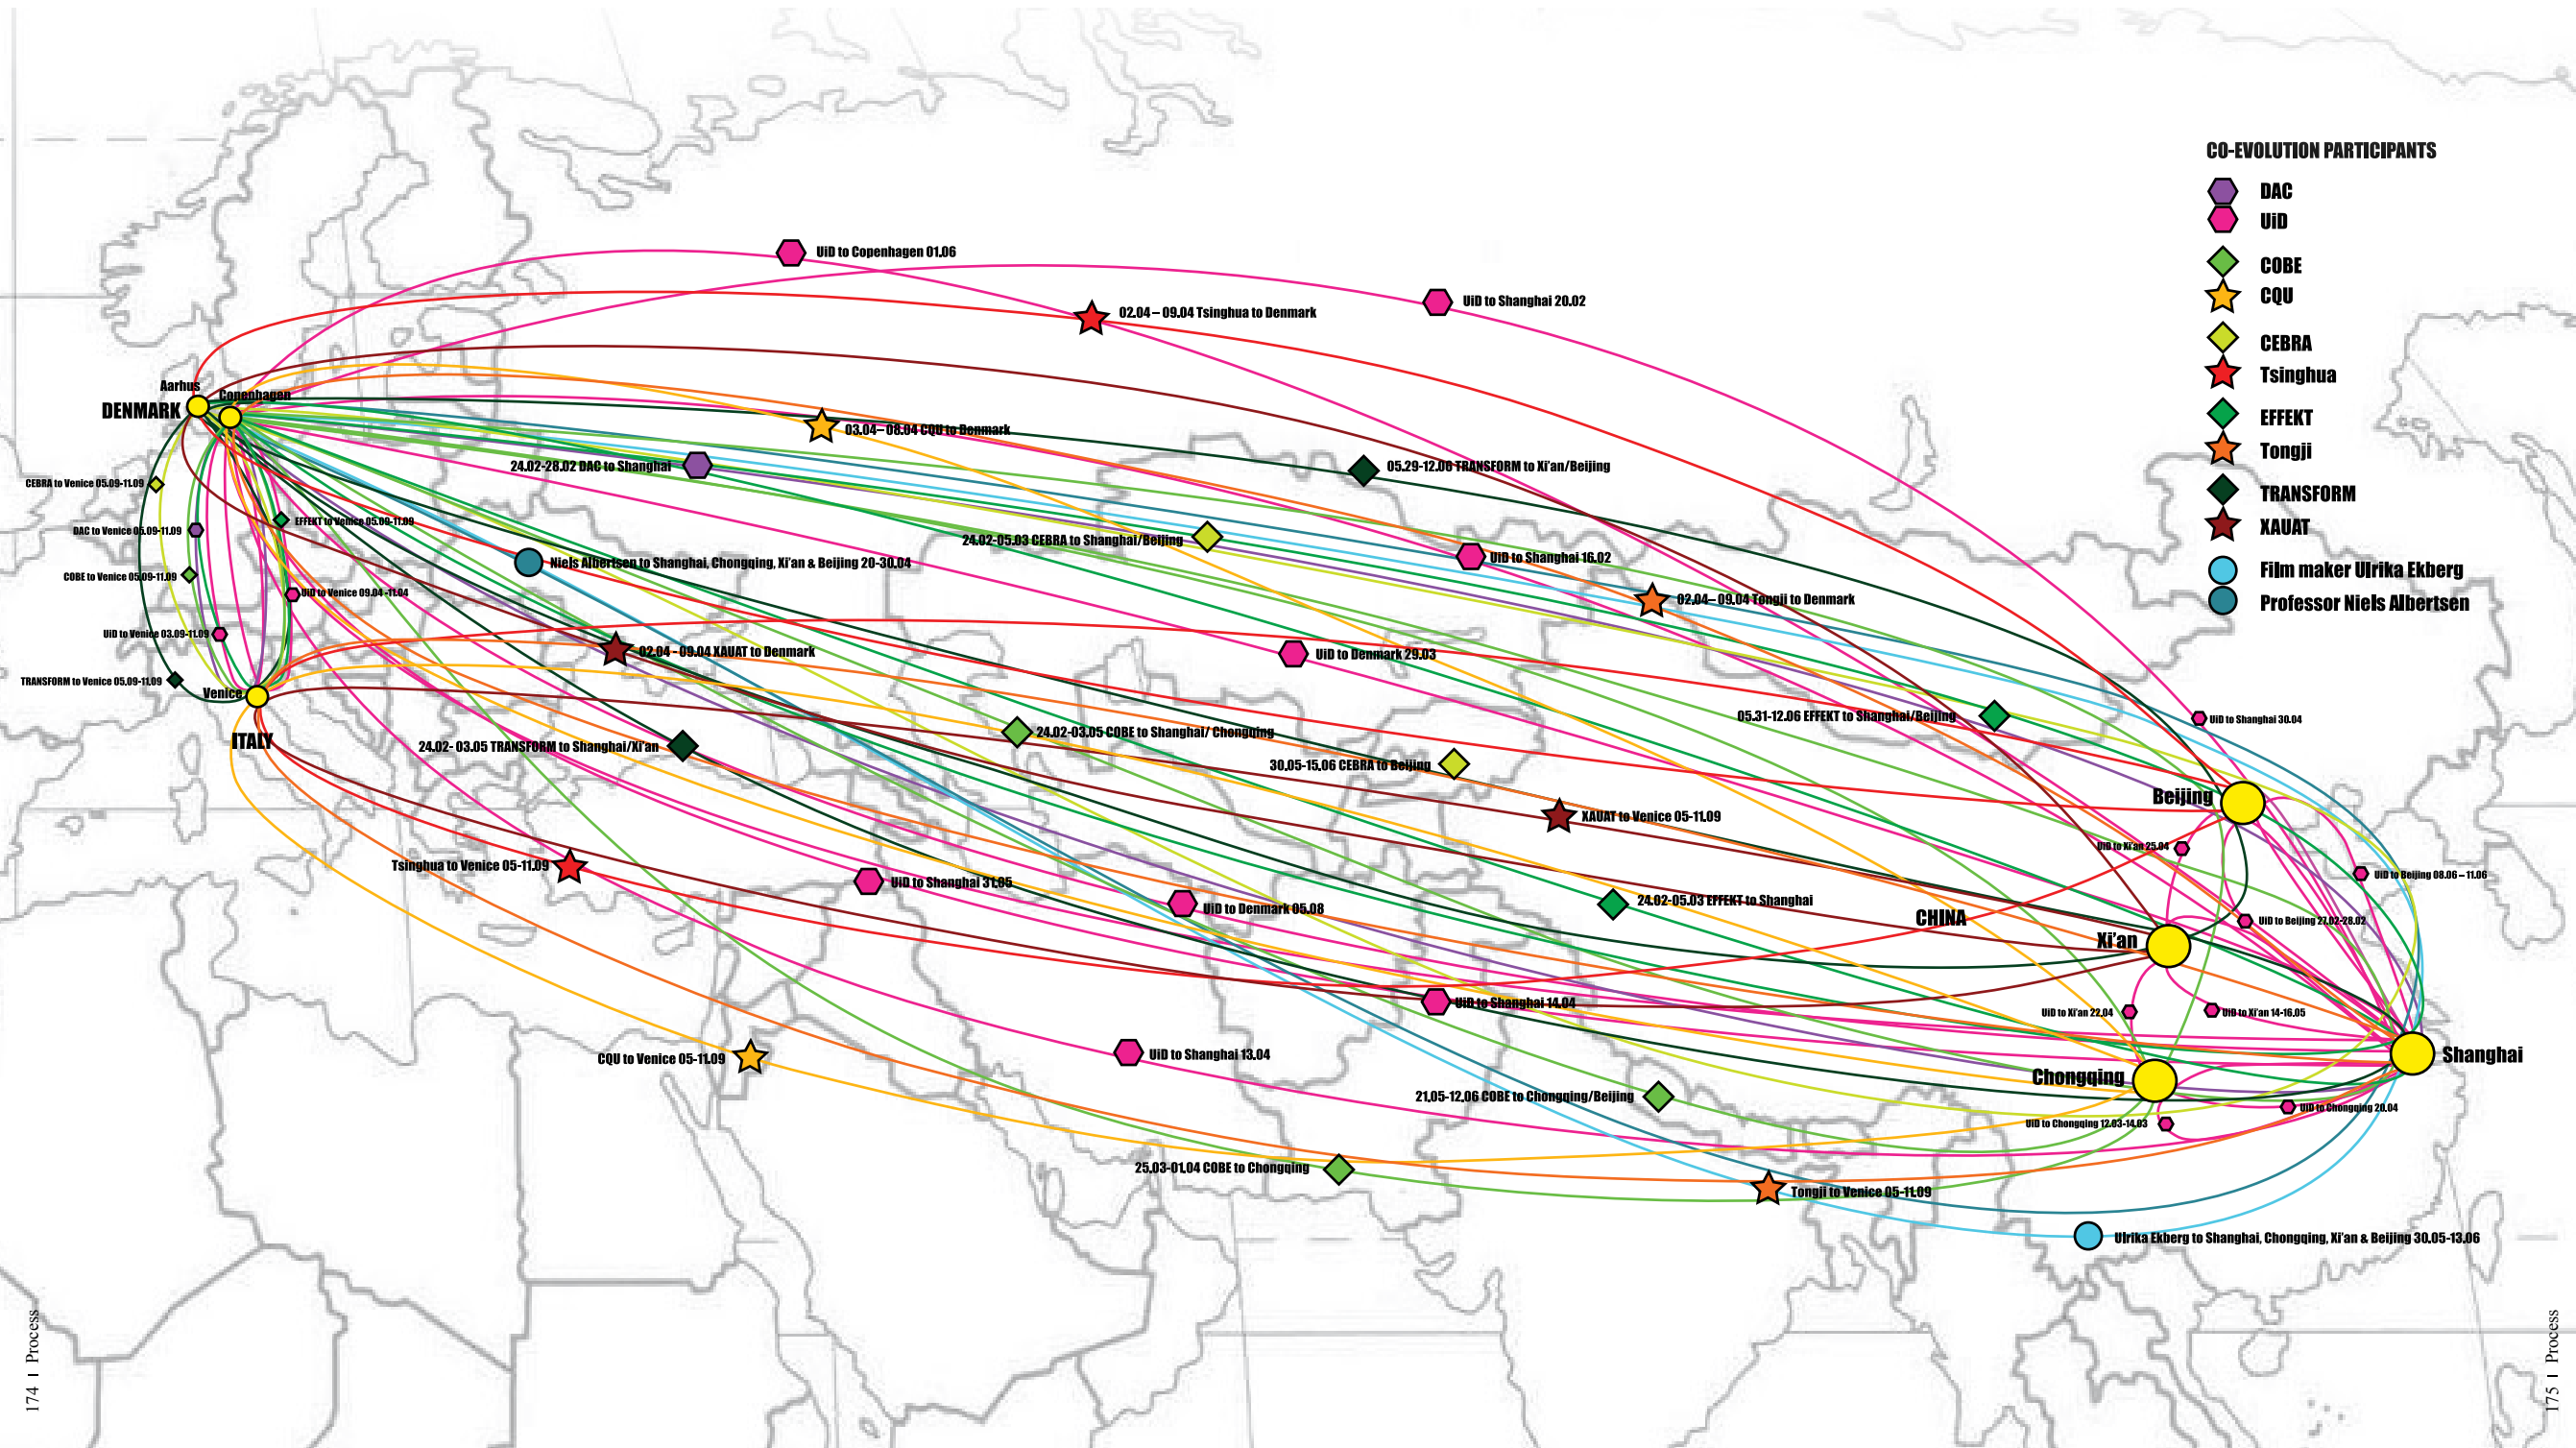 CO-EVOLUTION PARTICIPANTS
DAC
UiD
COBE
CQU
CEBRA
Tsinghua
EFFEKT
Tongji
TRANSFORM
XAUAT
Film maker Ulrika Ekberg
Professor Niels Albertsen
UiD to Copenhagen 01.06
UiD to Shanghai 20.02
02.04 – 09.04 Tsinghua to Denmark
Aarhus
Copenhagen
DENMARK
03.04– 08.04 CQU to Denmark
24.02-28.02 DAC to Shanghai
05.29-12.06 TRANSFORM to Xi'an/Beijing
CEBRA to Venice 05.09-11.09
EFFEKT to Venice 05.09-11.09
DAC to Venice 05.09-11.09
24.02-05.03 CEBRA to Shanghai/Beijing
UiD to Shanghai 16.02
Niels Albertsen to Shanghai, Chongqing, Xi'an & Beijing 20-30.04
COBE to Venice 05.09-11.09
UiD to Venice 09.04 -11.04
02.04– 09.04 Tongji to Denmark
UiD to Venice 03.09-11.09
02.04 - 09.04 XAUAT to Denmark
UiD to Denmark 29.03
TRANSFORM to Venice 05.09-11.09
Venice
ITALY
05.31-12.06 EFFEKT to Shanghai/Beijing
UiD to Shanghai 30.04
24.02-03.05 COBE to Shanghai/ Chongqing
24.02- 03.05 TRANSFORM to Shanghai/Xi'an
30.05-15.06 CEBRA to Beijing
Beijing
XAUAT to Venice 05-11.09
UiD to Xi'an 25.04
Tsinghua to Venice 05-11.09
UiD to Shanghai 31.05
UiD to Beijing 08.06 – 11.06
24.02-05.03 EFFEKT to Shanghai
UiD to Denmark 05.08
CHINA
UiD to Beijing 27.02-28.02
Xi'an
UiD to Shanghai 14.04
UiD to Xi'an 22.04
UiD to Xi'an 14-16.05
CQU to Venice 05-11.09
UiD to Shanghai 13.04
Shanghai
Chongqing
21.05-12.06 COBE to Chongqing/Beijing
UiD to Chongqing 20.04
UiD to Chongqing 12.03-14.03
25.03-01.04 COBE to Chongqing
Tongji to Venice 05-11.09
Ulrika Ekberg to Shanghai, Chongqing, Xi'an & Beijing 30.05-13.06
174 I Process
175 I Process